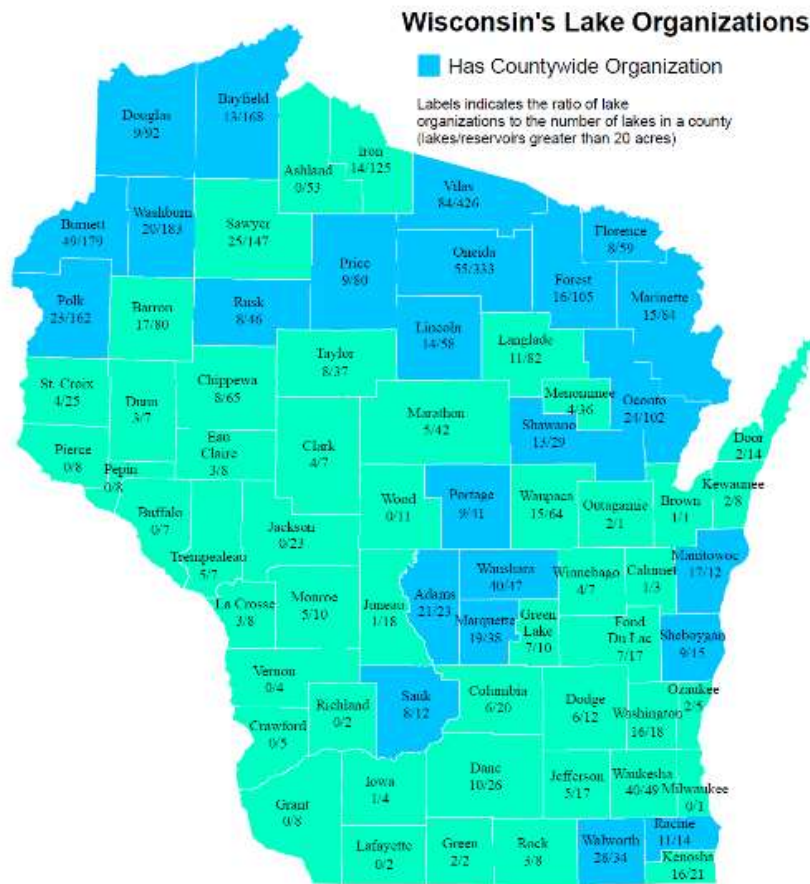 Wisconsin's Lake Organizations
Has Countywide Organization
Labels indicates the ratio of lake
organizations to the number of lakes in a county
(lakes/reservoirs greater than 20 acres)
Douglas
9/92
Bayfield
13/168
Ashland
0/53
Iron
14/125
Vilas
84/426
Florence
8/59
Burnett
49/179
Washburn
20/183
Sawyer
25/147
Price
9/80
Oneida
55/333
Forest
16/105
Marinette
15/84
Polk
23/162
Barron
17/80
Rusk
8/46
Lincoln
14/58
Langlade
11/82
Taylor
8/37
St. Croix
4/25
Dunn
3/7
Chippewa
8/65
Marathon
5/42
Menominee
4/36
Oconto
24/102
Shawano
13/29
Door
2/14
Pierce
0/8
Pepin
0/8
Eau
Claire
3/8
Clark
4/7
Wood
0/11
Portage
9/41
Waupaca
15/64
Outagamie
2/1
Brown
1/1
Kewaunee
2/8
Buffalo
0/7
Trempealeau
5/7
Jackson
0/23
Adams
21/23
Waushara
40/47
Winnebago
4/7
Calumet
1/3
Manitowoc
17/12
La Crosse
3/8
Monroe
5/10
Juneau
1/18
Marquette
19/38
Green
Lake
7/10
Fond
Du Lac
7/17
Sheboygan
9/15
Vernon
0/4
Richland
0/2
Sauk
8/12
Columbia
6/20
Dodge
6/12
Washington
16/18
Ozaukee
2/5
Crawford
0/5
Grant
0/8
Iowa
1/4
Dane
10/26
Jefferson
5/17
Waukesha
40/49
Milwaukee
0/1
Lafayette
0/2
Green
2/2
Rock
3/8
Walworth
28/34
Racine
11/14
Kenosha
16/21